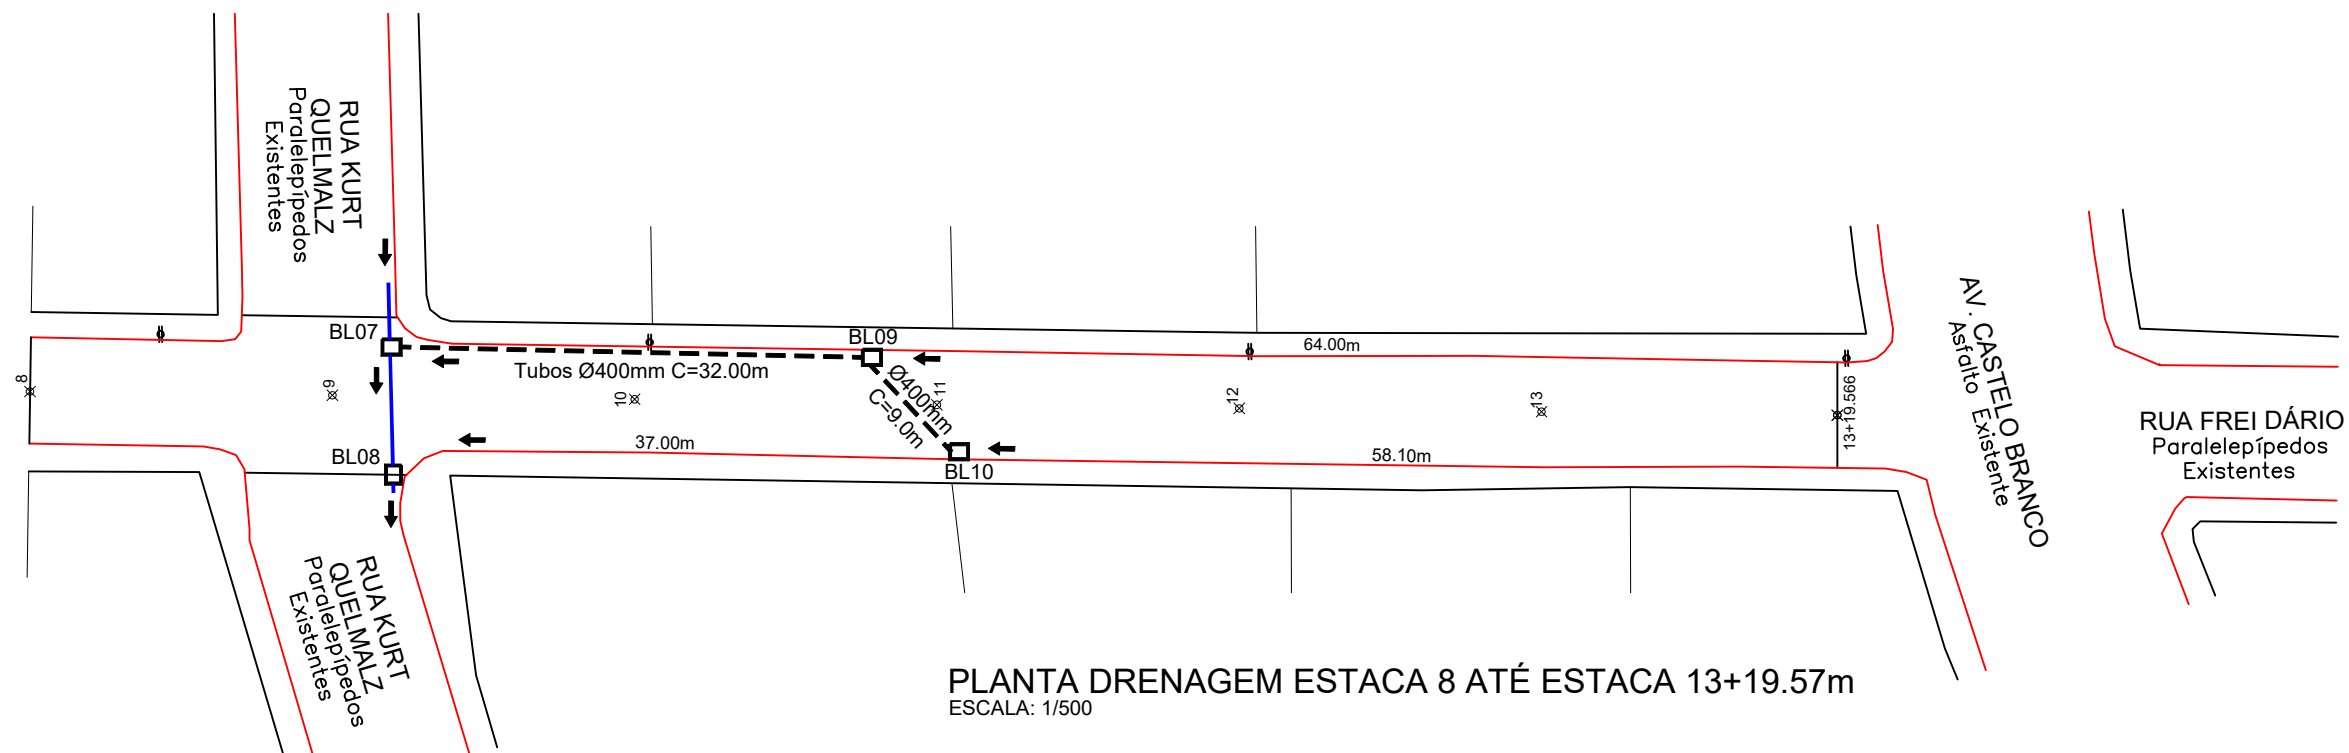 RUA KURT
QUELMALZ
Paralelepípedos
Existentes
BL07
BL09
64.00m
Tubos Ø400mm C=32.00m
Ø400mm
C=9.0m
8
9
10
11
12
13
13+19.566
AV. CASTELO BRANCO
Asfalto Existente
RUA FREI DÁRIO
Paralelepípedos
Existentes
37.00m
58.10m
BL08
BL10
RUA KURT
QUELMALZ
Paralelepípedos
Existentes
PLANTA DRENAGEM ESTACA 8 ATÉ ESTACA 13+19.57m
ESCALA: 1/500